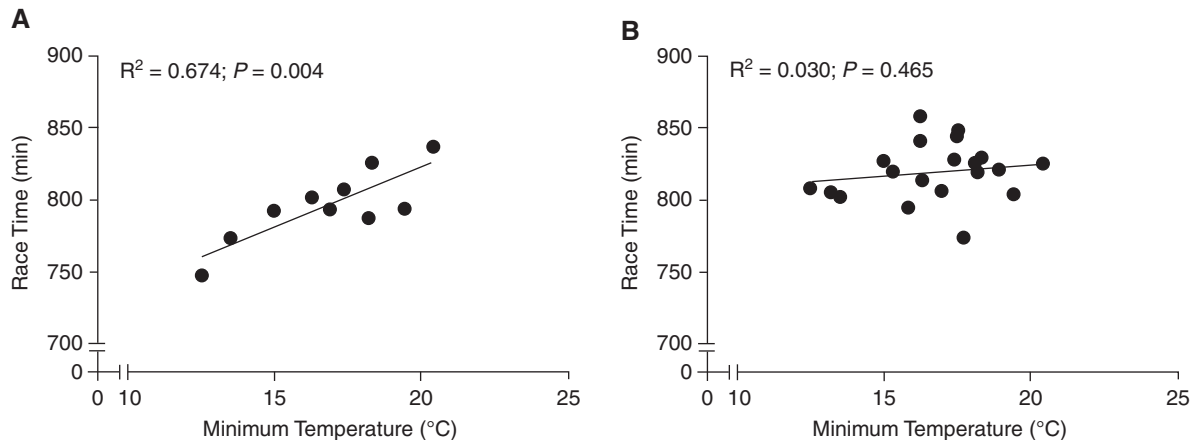 A
R² = 0.674; P = 0.004
900
850
800
750
700
0
Race Time (min)
0 10 15 20 25
Minimum Temperature (°C)
B
R² = 0.030; P = 0.465
900
850
800
750
700
0
Race Time (min)
0 10 15 20 25
Minimum Temperature (°C)